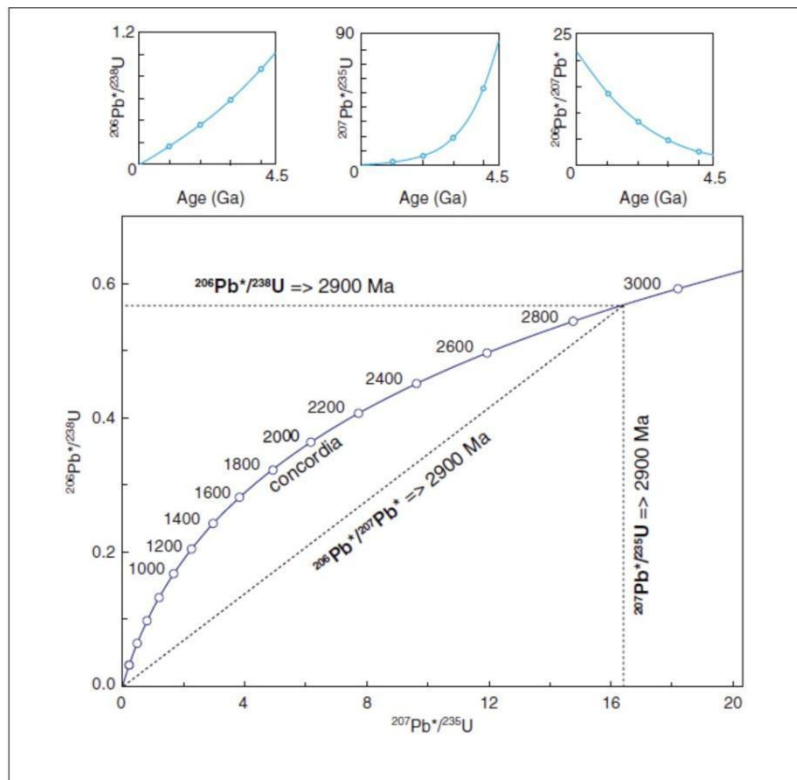 1.2
²⁰⁶Pb*/²³⁸U
0
4.5
Age (Ga)
90
²⁰⁷Pb*/²³⁵U
0
4.5
Age (Ga)
25
²⁰⁶Pb*/²⁰⁷Pb*
0
4.5
Age (Ga)
²⁰⁶Pb*/²³⁸U => 2900 Ma
3000
2800
2600
2400
2200
2000
1800
1600
1400
1200
1000
concordia
²⁰⁶Pb*/²⁰⁷Pb* => 2900 Ma
²⁰⁷Pb*/²³⁵U => 2900 Ma
²⁰⁶Pb*/²³⁸U
0.6
0.4
0.2
0.0
0 4 8 12 16 20
²⁰⁷Pb*/²³⁵U